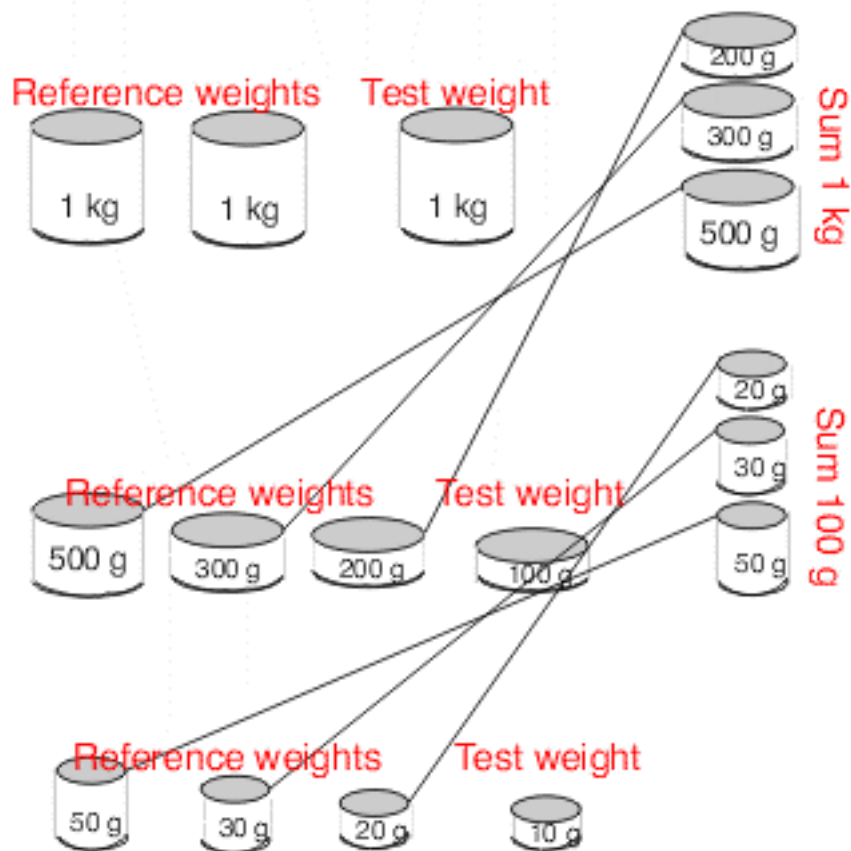 200 g
Reference weights
Test weight
300 g
1 kg
1 kg
1 kg
500 g
Sum 1 kg
20 g
30 g
50 g
Sum 100 g
Reference weights
Test weight
500 g
300 g
200 g
100 g
Reference weights
Test weight
50 g
30 g
20 g
10 g